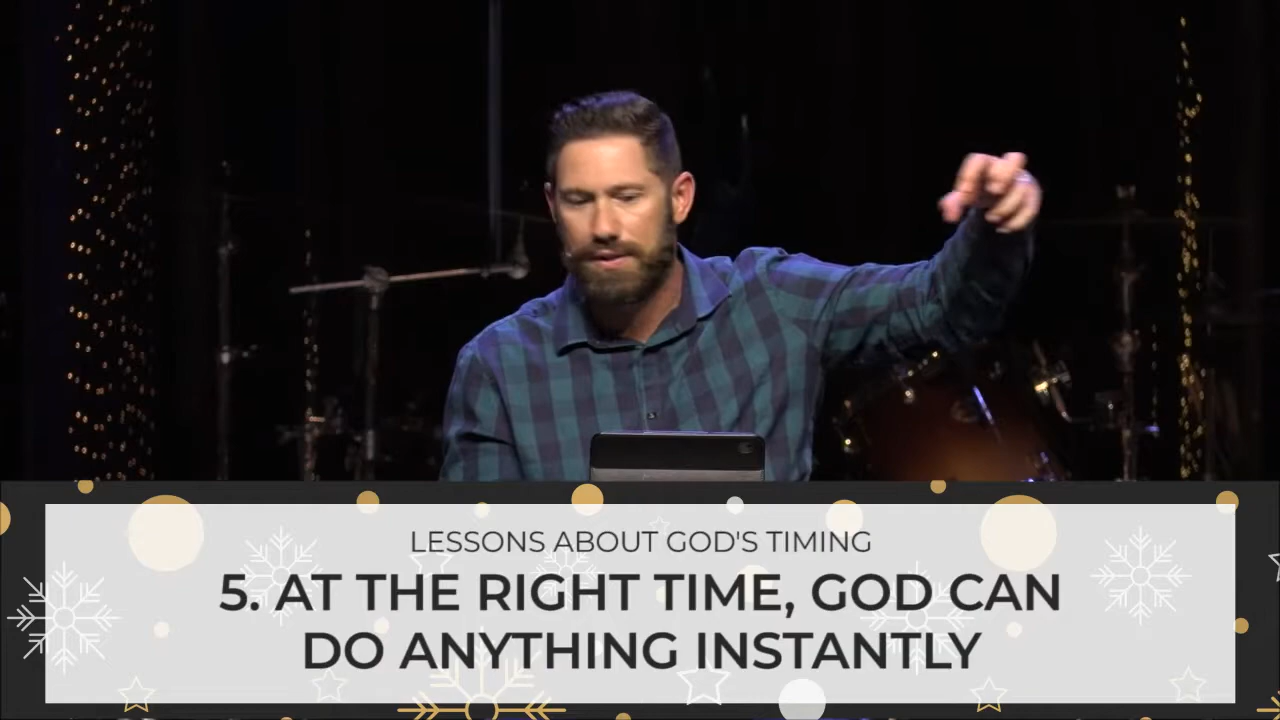 LESSONS ABOUT GOD'S TIMING
5. AT THE RIGHT TIME, GOD CAN
DO ANYTHING INSTANTLY